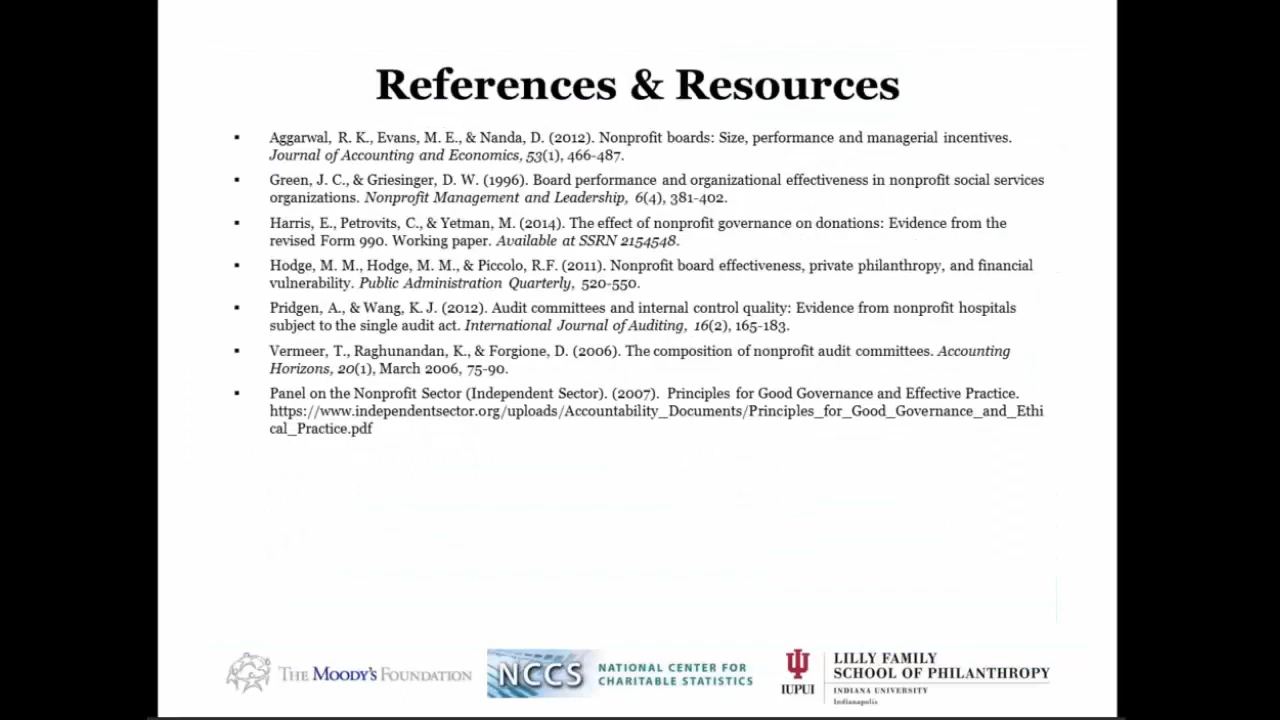 References & Resources
▪ Aggarwal, R. K., Evans, M. E., & Nanda, D. (2012). Nonprofit boards: Size, performance and managerial incentives.
Journal of Accounting and Economics, 53(1), 466-487.
▪ Green, J. C., & Griesinger, D. W. (1996). Board performance and organizational effectiveness in nonprofit social services
organizations. Nonprofit Management and Leadership, 6(4), 381-402.
▪ Harris, E., Petrovits, C., & Yetman, M. (2014). The effect of nonprofit governance on donations: Evidence from the
revised Form 990. Working paper. Available at SSRN 2154548.
▪ Hodge, M. M., Hodge, M. M., & Piccolo, R.F. (2011). Nonprofit board effectiveness, private philanthropy, and financial
vulnerability. Public Administration Quarterly, 520-550.
▪ Pridgen, A., & Wang, K. J. (2012). Audit committees and internal control quality: Evidence from nonprofit hospitals
subject to the single audit act. International Journal of Auditing, 16(2), 165-183.
▪ Vermeer, T., Raghunandan, K., & Forgione, D. (2006). The composition of nonprofit audit committees. Accounting
Horizons, 20(1), March 2006, 75-90.
▪ Panel on the Nonprofit Sector (Independent Sector). (2007). Principles for Good Governance and Effective Practice.
https://www.independentsector.org/uploads/Accountability_Documents/Principles_for_Good_Governance_and_Ethi
cal_Practice.pdf
THE MOODY'S FOUNDATION
NCCS
NATIONAL CENTER FOR
CHARITABLE STATISTICS
IUPUI
LILLY FAMILY
SCHOOL OF PHILANTHROPY
INDIANA UNIVERSITY
Indianapolis